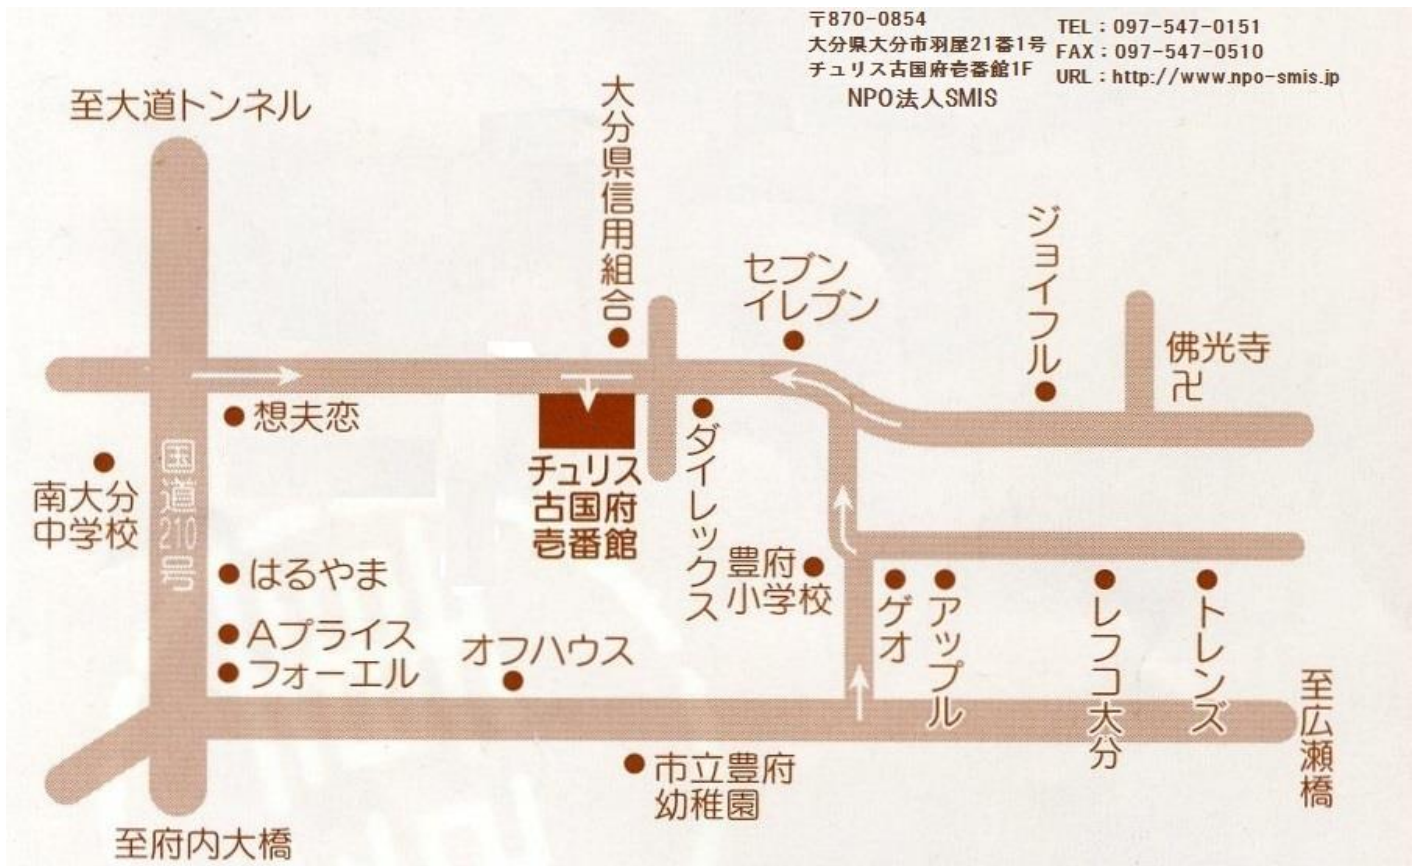 〒870-0854
大分県大分市羽屋21番1号
チュリス古国府壱番館1F
NPO法人SMIS
TEL：097-547-0151
FAX：097-547-0510
URL：http://www.npo-smis.jp
至大道トンネル
大分県信用組合
セブン
イレブン
ジョイフル
佛光寺
卍
想夫恋
国道210号
南大分
中学校
チュリス
古国府
壱番館
ダイレックス
豊府
小学校
はるやま
Aプライス
フォーエル
オフハウス
ゲオ
アップル
レフコ大分
トレンズ
至広瀬橋
市立豊府
幼稚園
至府内大橋